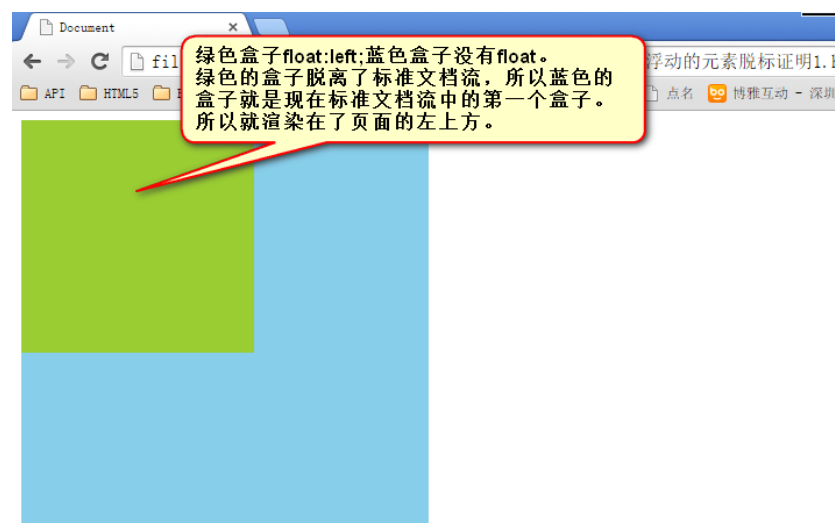 Document
fil
浮动的元素脱标证明1.
API HTML5
点名 博雅互动 - 深圳
绿色盒子float:left;蓝色盒子没有float。
绿色的盒子脱离了标准文档流，所以蓝色的
盒子就是现在标准文档流中的第一个盒子。
所以就渲染在了页面的左上方。